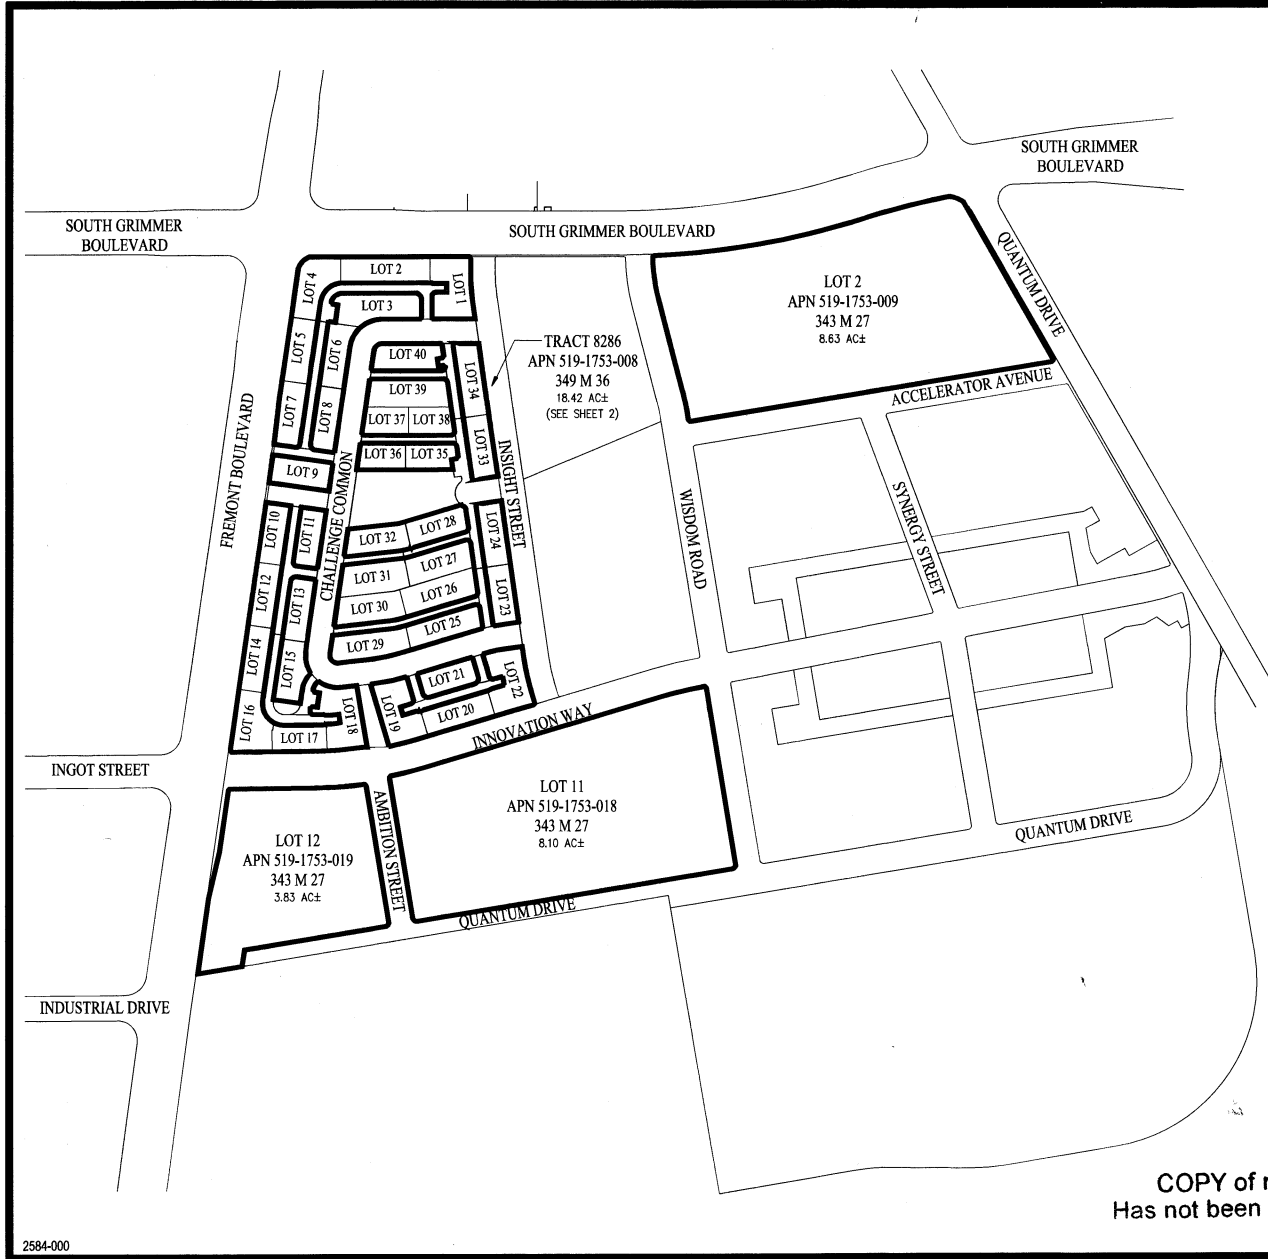 SOUTH GRIMMER
BOULEVARD
SOUTH GRIMMER
BOULEVARD
SOUTH GRIMMER BOULEVARD
QUANTUM DRIVE
LOT 4
LOT 2
LOT 1
LOT 3
LOT 2
APN 519-1753-009
343 M 27
8.63 AC±
LOT 5
LOT 6
LOT 40
LOT 34
TRACT 8286
APN 519-1753-008
349 M 36
18.42 AC±
(SEE SHEET 2)
ACCELERATOR AVENUE
LOT 39
LOT 7
LOT 8
LOT 37
LOT 38
LOT 33
LOT 36
LOT 35
LOT 9
FREMONT BOULEVARD
CHALLENGE COMMON
INSIGHT STREET
WISDOM ROAD
SYNERGY STREET
LOT 10
LOT 11
LOT 32
LOT 28
LOT 24
LOT 31
LOT 27
LOT 12
LOT 13
LOT 30
LOT 26
LOT 23
LOT 29
LOT 25
LOT 14
LOT 15
LOT 21
LOT 22
LOT 16
LOT 17
LOT 18
LOT 19
LOT 20
INNOVATION WAY
INGOT STREET
AMBITION STREET
LOT 11
APN 519-1753-018
343 M 27
8.10 AC±
LOT 12
APN 519-1753-019
343 M 27
3.83 AC±
QUANTUM DRIVE
QUANTUM DRIVE
INDUSTRIAL DRIVE
COPY of
Has not been
2584-000